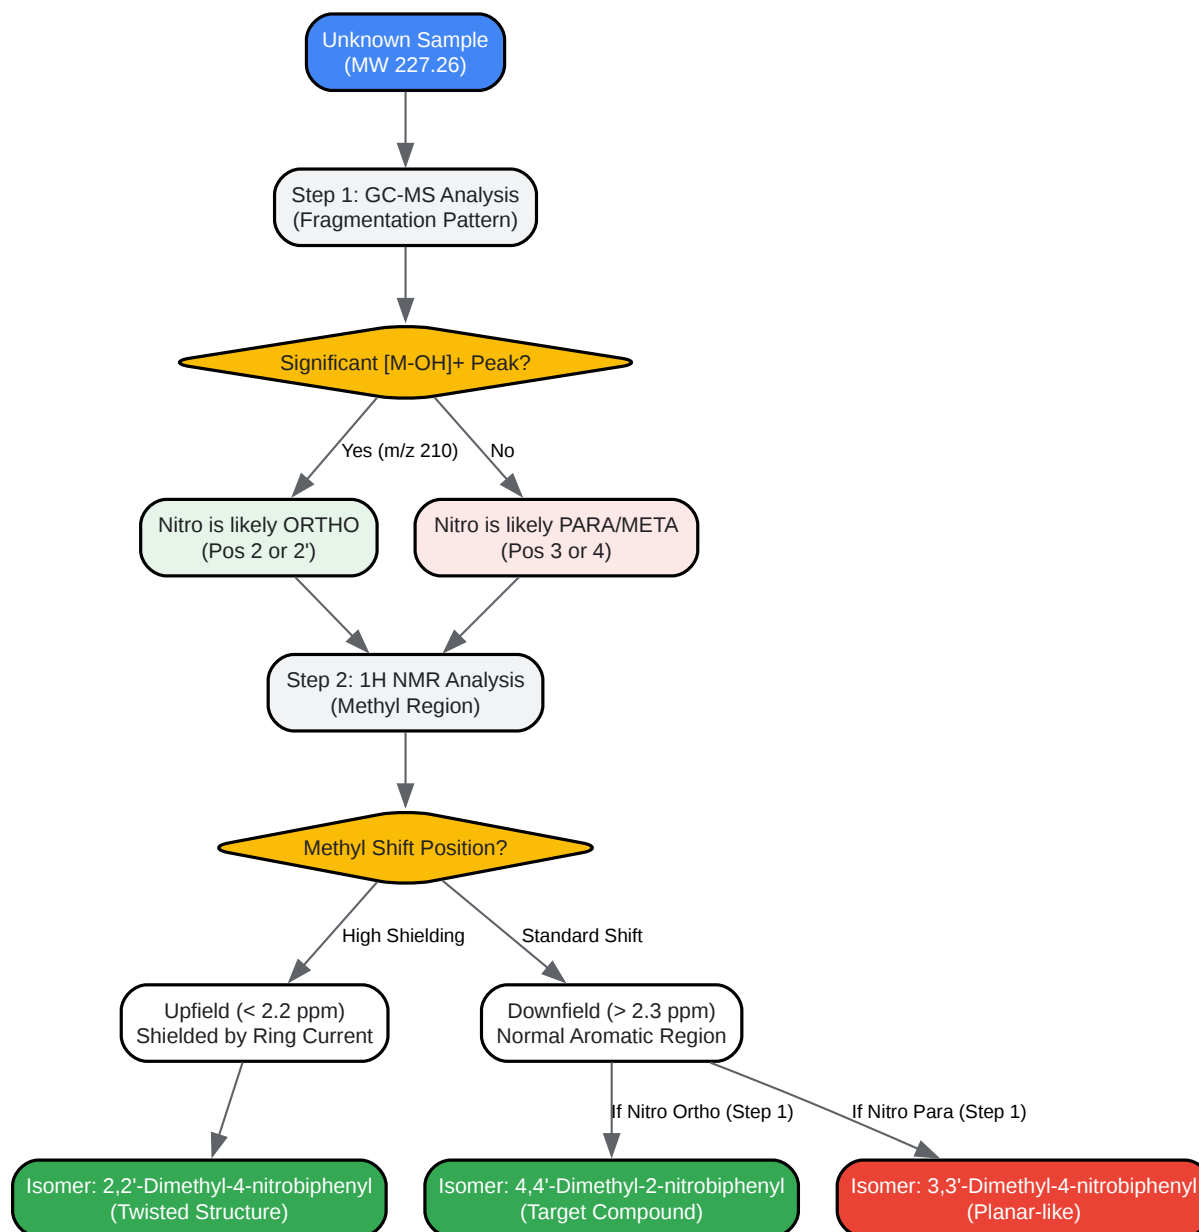 Unknown Sample
(MW 227.26)
Step 1: GC-MS Analysis
(Fragmentation Pattern)
Significant [M-OH]+ Peak?
Yes (m/z 210)
No
Nitro is likely ORTHO
(Pos 2 or 2')
Nitro is likely PARA/META
(Pos 3 or 4)
Step 2: 1H NMR Analysis
(Methyl Region)
Methyl Shift Position?
High Shielding
Standard Shift
Upfield (< 2.2 ppm)
Shielded by Ring Current
Downfield (> 2.3 ppm)
Normal Aromatic Region
If Nitro Ortho (Step 1)
If Nitro Para (Step 1)
Isomer: 2,2'-Dimethyl-4-nitrobiphenyl
(Twisted Structure)
Isomer: 4,4'-Dimethyl-2-nitrobiphenyl
(Target Compound)
Isomer: 3,3'-Dimethyl-4-nitrobiphenyl
(Planar-like)